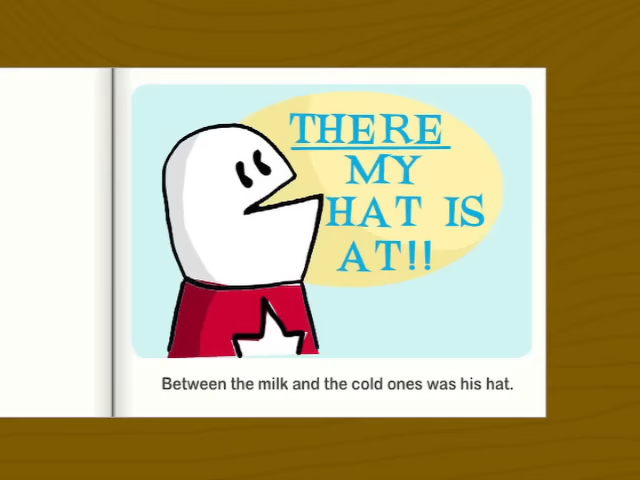 THERE
MY
HAT IS
AT!!
Between the milk and the cold ones was his hat.